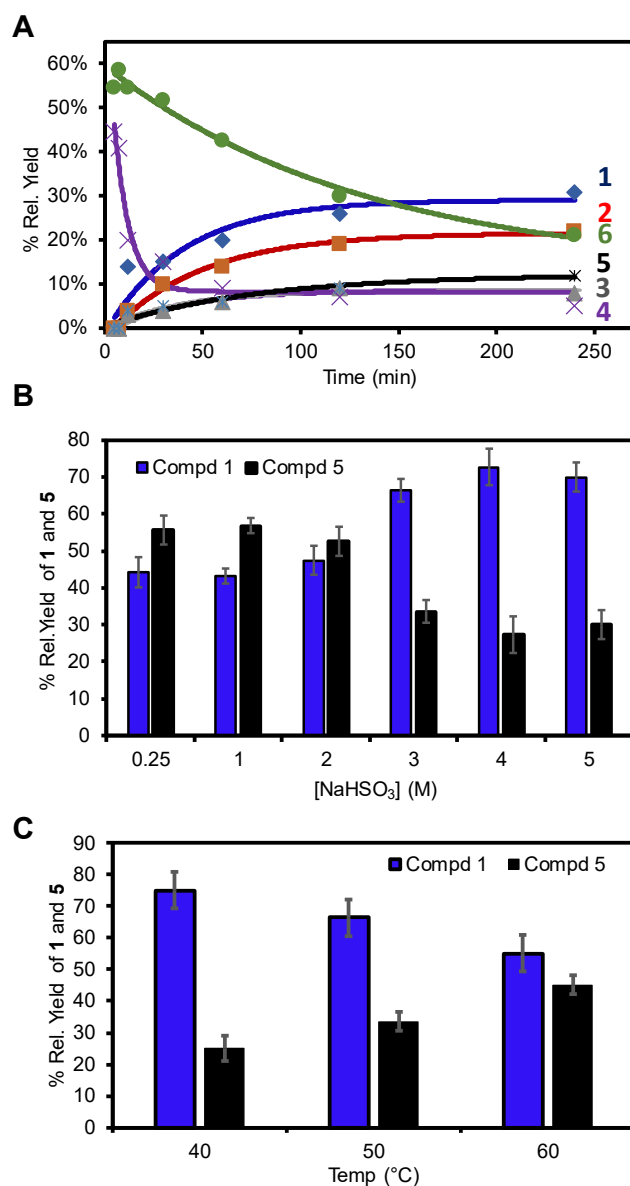 A
% Rel. Yield
60%
50%
40%
30%
20%
10%
0%
0 50 100 150 200 250
Time (min)
1
2
6
5
3
4
B
% Rel.Yield of 1 and 5
80
70
60
50
40
30
20
10
0
Compd 1 Compd 5
0.25 1 2 3 4 5
[NaHSO₃] (M)
C
% Rel. Yield of 1 and 5
90
80
70
60
50
40
30
20
10
0
Compd 1 Compd 5
40 50 60
Temp (°C)